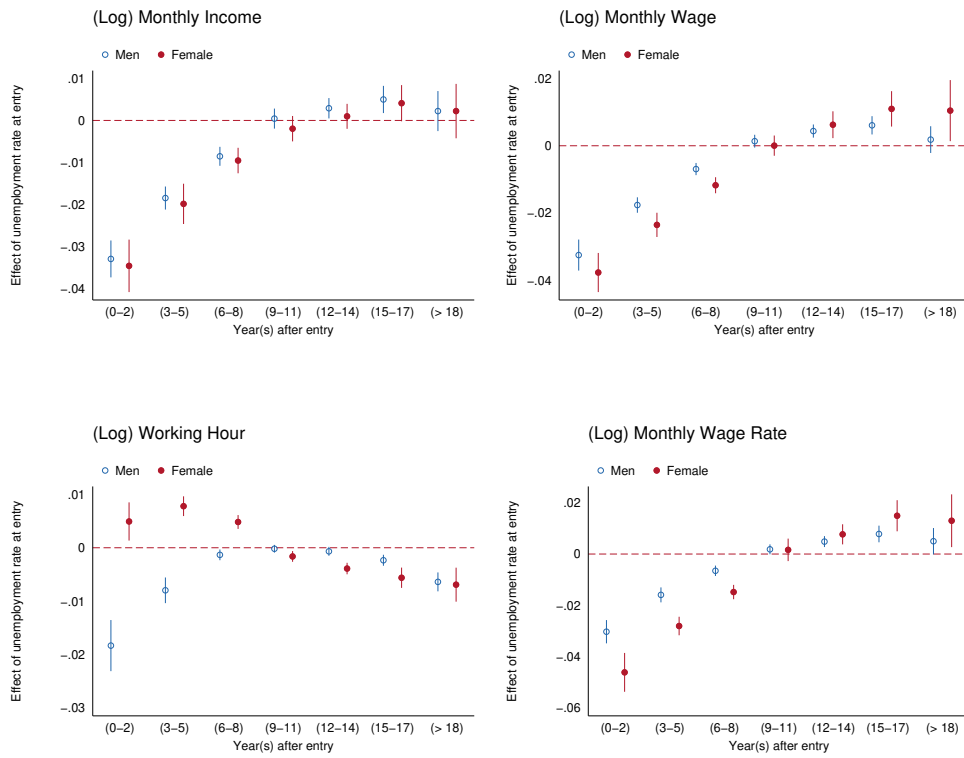 (Log) Monthly Income
Men Female
Effect of unemployment rate at entry
.01
0
−.01
−.02
−.03
−.04
(0−2) (3−5) (6−8) (9−11) (12−14) (15−17) (> 18)
Year(s) after entry
(Log) Monthly Wage
Men Female
Effect of unemployment rate at entry
.02
0
−.02
−.04
(0−2) (3−5) (6−8) (9−11) (12−14) (15−17) (> 18)
Year(s) after entry
(Log) Working Hour
Men Female
Effect of unemployment rate at entry
.01
0
−.01
−.02
−.03
(0−2) (3−5) (6−8) (9−11) (12−14) (15−17) (> 18)
Year(s) after entry
(Log) Monthly Wage Rate
Men Female
Effect of unemployment rate at entry
.02
0
−.02
−.04
−.06
(0−2) (3−5) (6−8) (9−11) (12−14) (15−17) (> 18)
Year(s) after entry